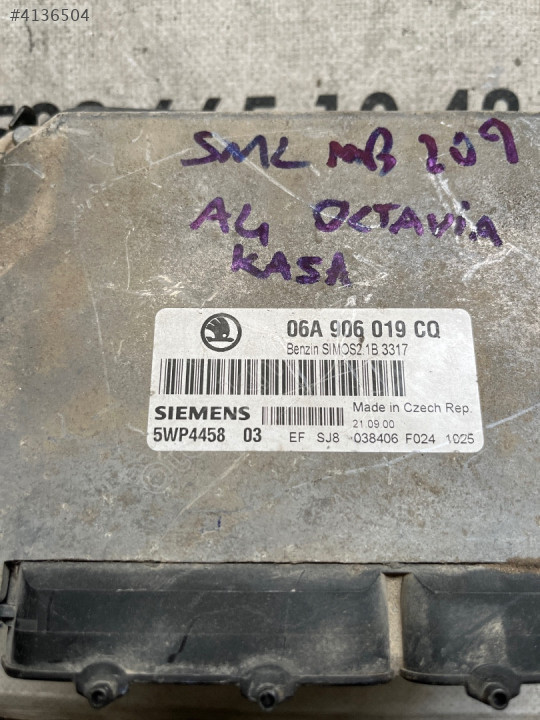 #4136504
SML MB 209
A4 OCTAVIA
KASA
06A 906 019 CQ
Benzin SIMOS2.1B 3317
SIEMENS
Made in Czech Rep.
21.09.00
5WP4458 03
EF SJ8 038406 F024 1025